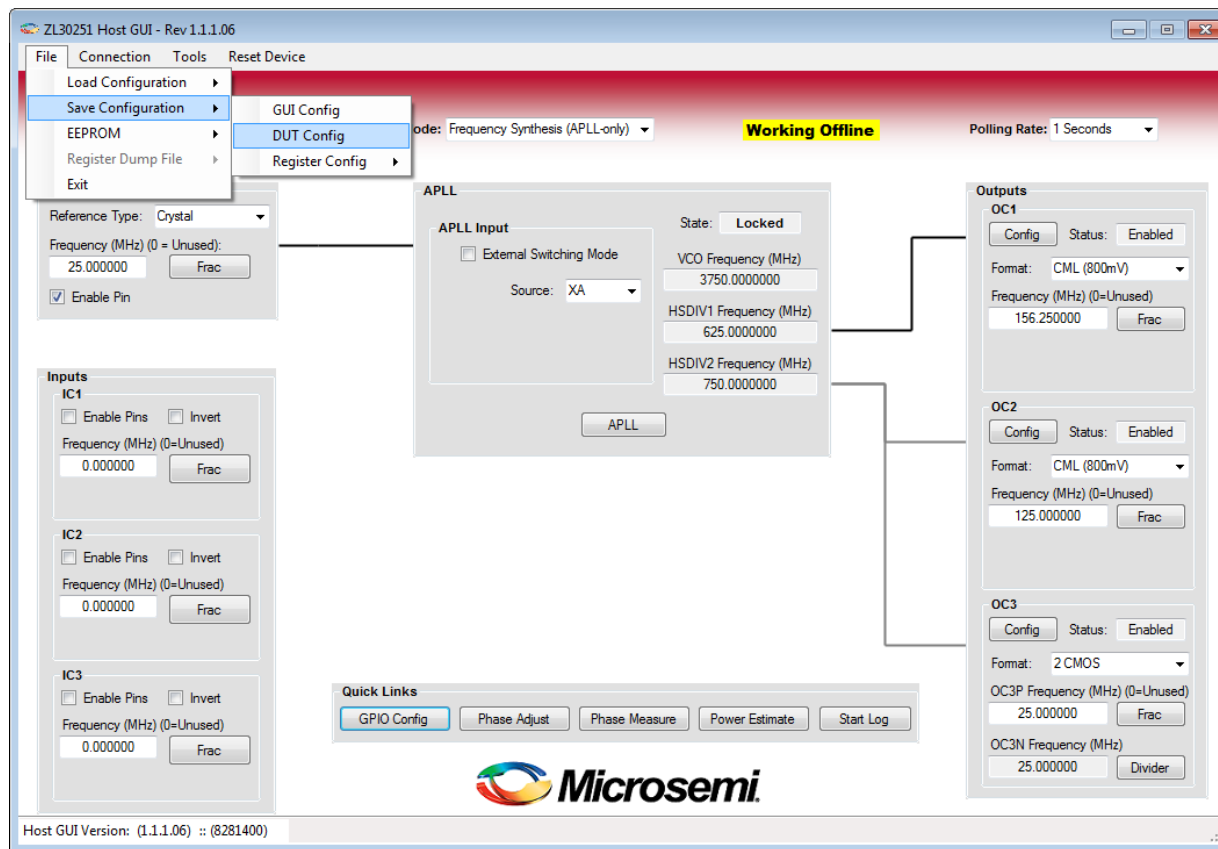 ZL30251 Host GUI - Rev 1.1.1.06
File Connection Tools Reset Device
Load Configuration
Save Configuration
EEPROM
Register Dump File
Exit
GUI Config
DUT Config
Register Config
ode: Frequency Synthesis (APLL-only)
Working Offline
Polling Rate: 1 Seconds
Reference Type: Crystal
Frequency (MHz) (0 = Unused):
25.000000 Frac
Enable Pin
Inputs
IC1
Enable Pins Invert
Frequency (MHz) (0=Unused)
0.000000 Frac
IC2
Enable Pins Invert
Frequency (MHz) (0=Unused)
0.000000 Frac
IC3
Enable Pins Invert
Frequency (MHz) (0=Unused)
0.000000 Frac
APLL
APLL Input
External Switching Mode
Source: XA
State: Locked
VCO Frequency (MHz)
3750.0000000
HSDIV1 Frequency (MHz)
625.0000000
HSDIV2 Frequency (MHz)
750.0000000
APLL
Quick Links
GPIO Config Phase Adjust Phase Measure Power Estimate Start Log
Microsemi.
Outputs
OC1
Config Status: Enabled
Format: CML (800mV)
Frequency (MHz) (0=Unused)
156.250000 Frac
OC2
Config Status: Enabled
Format: CML (800mV)
Frequency (MHz) (0=Unused)
125.000000 Frac
OC3
Config Status: Enabled
Format: 2 CMOS
OC3P Frequency (MHz) (0=Unused)
25.000000 Frac
OC3N Frequency (MHz)
25.000000 Divider
Host GUI Version: (1.1.1.06) :: (8281400)